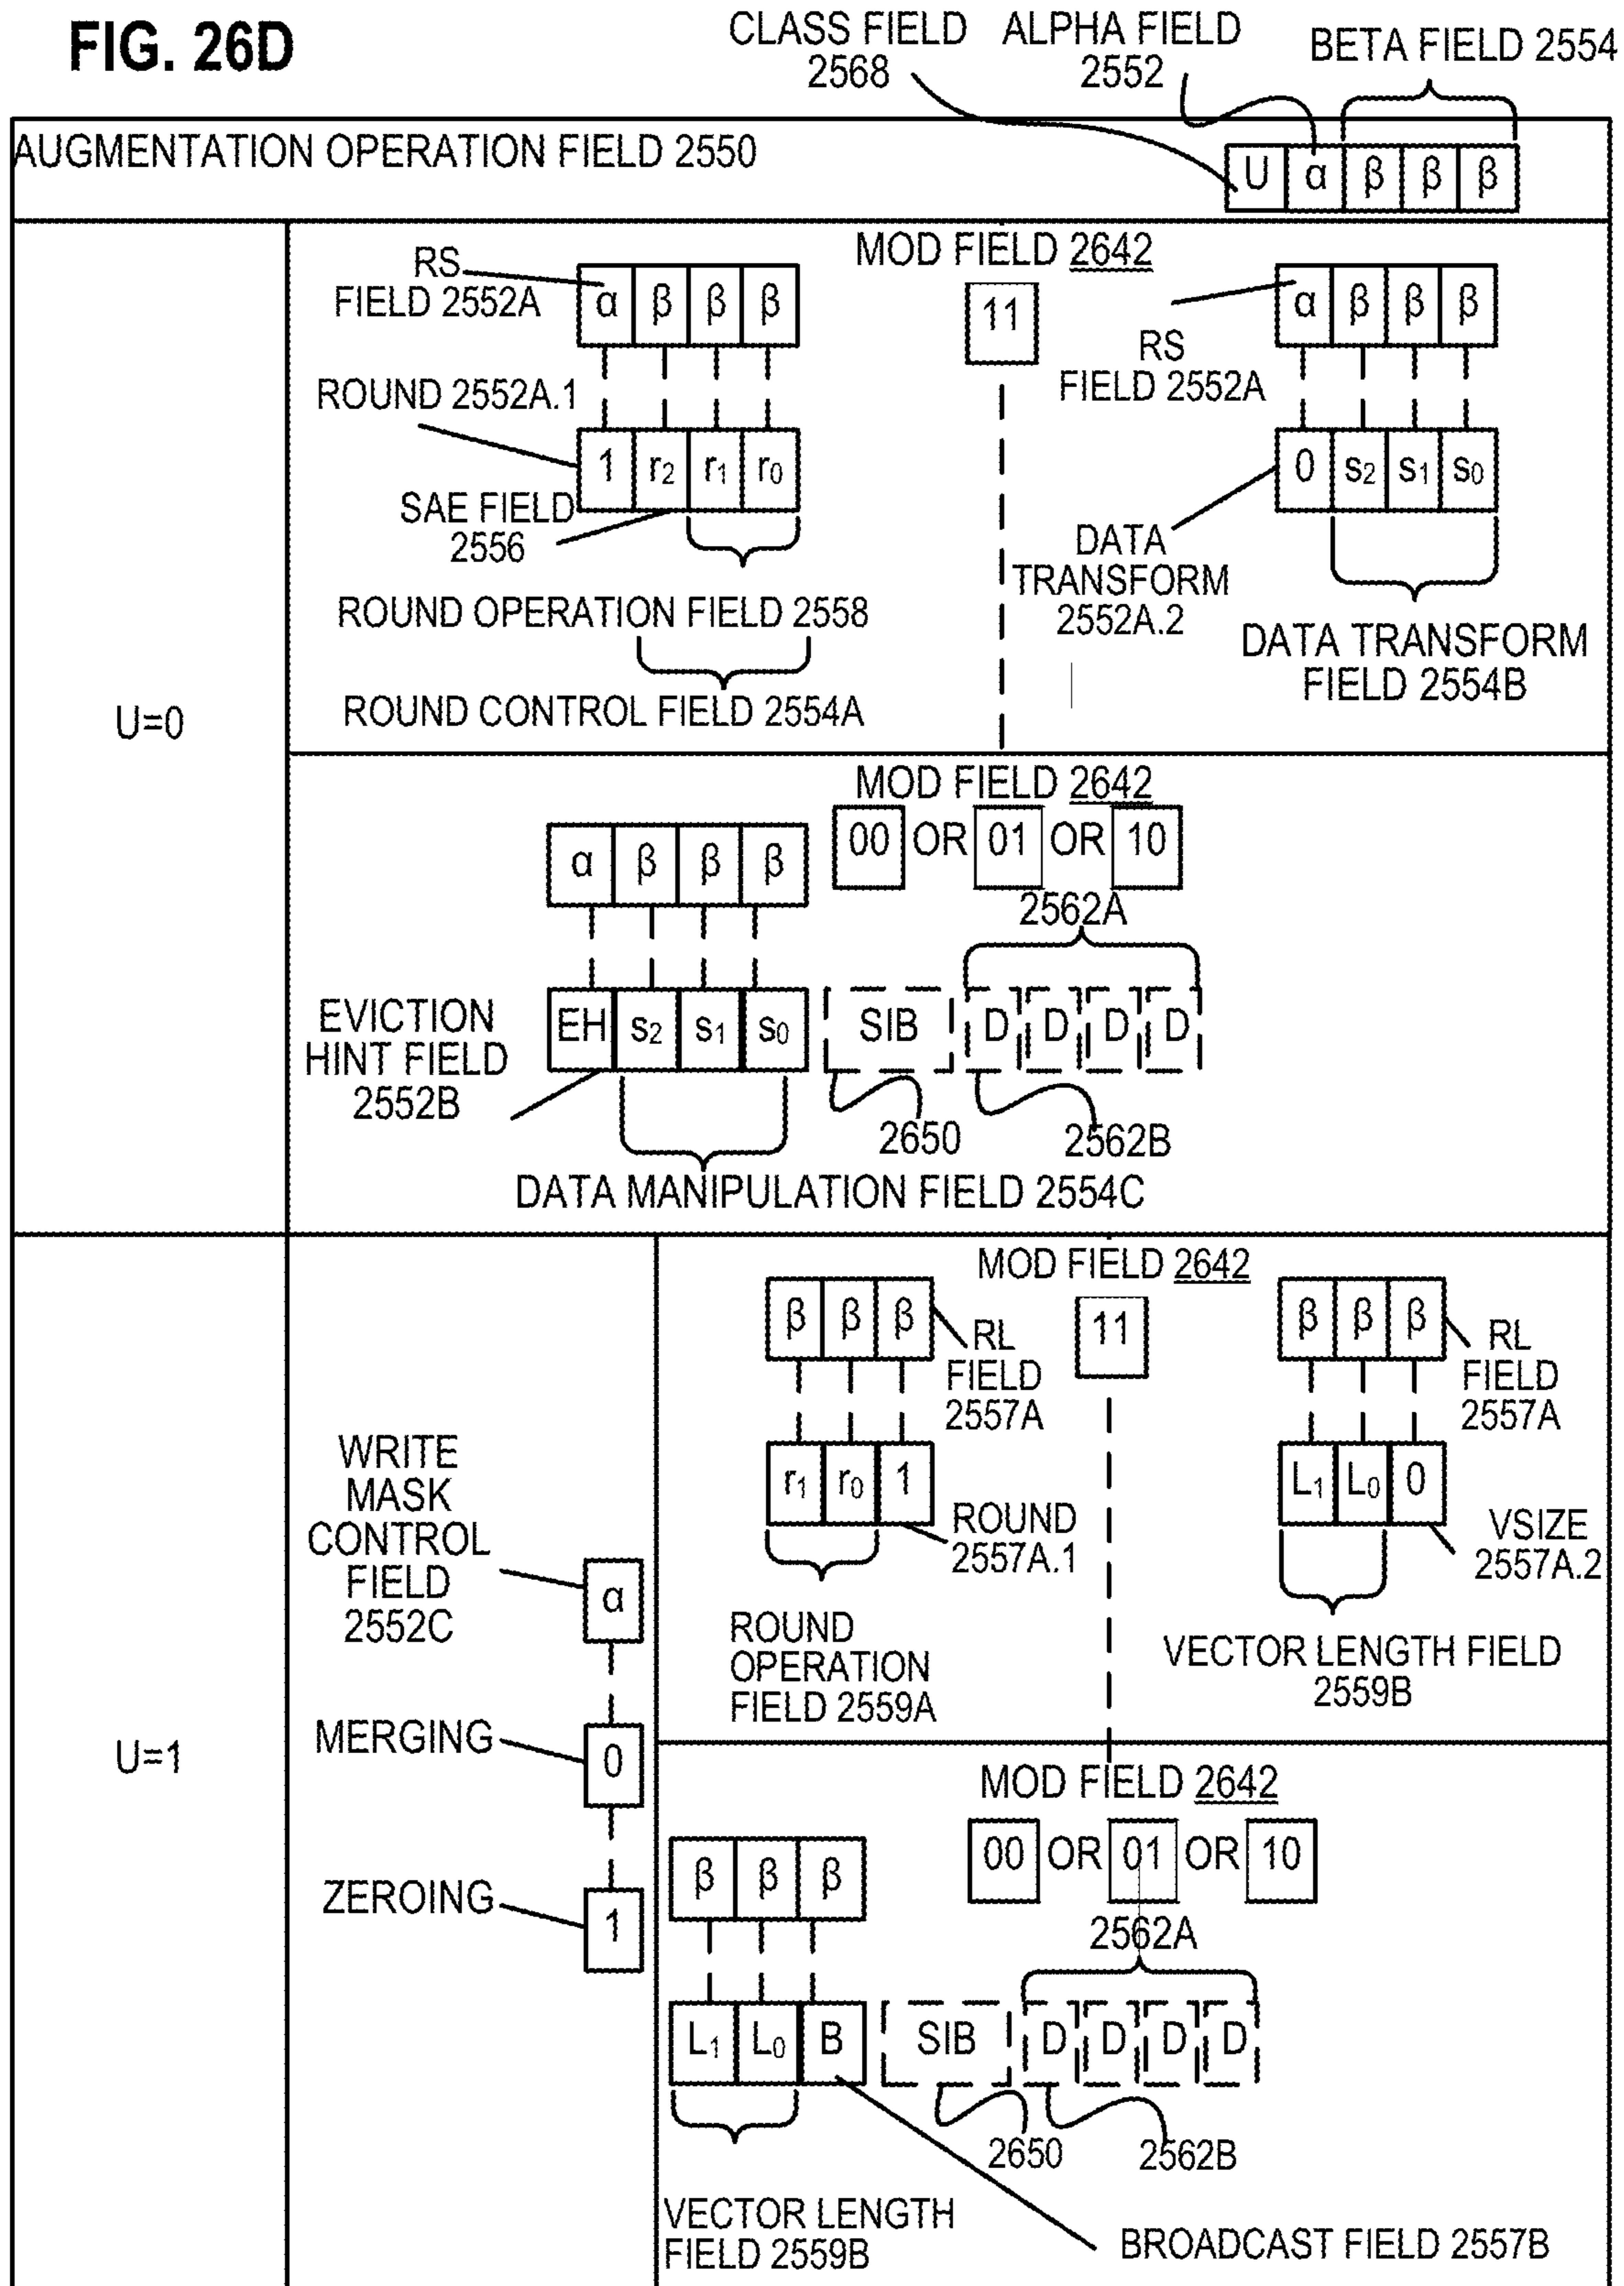 FIG. 26D
CLASS FIELD 2568
ALPHA FIELD 2552
BETA FIELD 2554
AUGMENTATION OPERATION FIELD 2550
U α β β β
U=0
MOD FIELD 2642
11
RS
FIELD 2552A
α β β β
ROUND 2552A.1
1 r2 r1 r0
SAE FIELD
2556
ROUND OPERATION FIELD 2558
ROUND CONTROL FIELD 2554A
α β β β
RS
FIELD 2552A
0 s2 s1 s0
DATA
TRANSFORM
2552A.2
DATA TRANSFORM
FIELD 2554B
MOD FIELD 2642
00 OR 01 OR 10
α β β β
2562A
EVICTION
HINT FIELD
2552B
EH s2 s1 s0 SIB D D D D
2650
2562B
DATA MANIPULATION FIELD 2554C
U=1
WRITE
MASK
CONTROL
FIELD
2552C
α
MERGING
0
ZEROING
1
MOD FIELD 2642
11
β β β
RL
FIELD
2557A
r1 r0 1
ROUND
2557A.1
ROUND
OPERATION
FIELD 2559A
β β β
RL
FIELD
2557A
L1 L0 0
VSIZE
2557A.2
VECTOR LENGTH FIELD
2559B
MOD FIELD 2642
00 OR 01 OR 10
β β β
2562A
L1 L0 B SIB D D D D
2650
2562B
VECTOR LENGTH
FIELD 2559B
BROADCAST FIELD 2557B